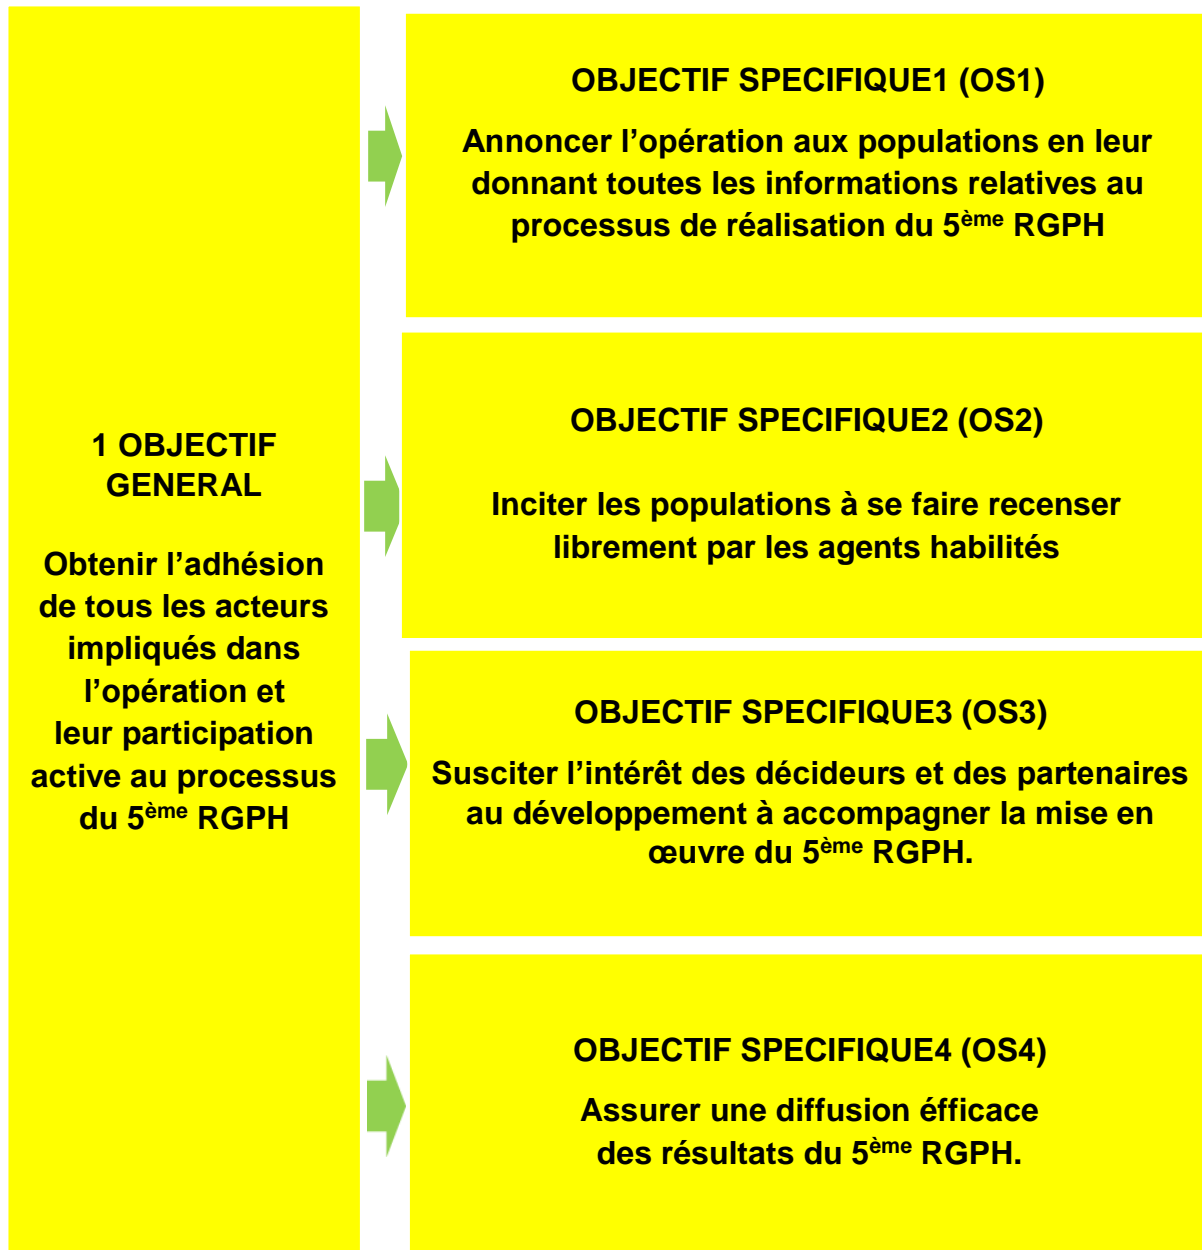 1 OBJECTIF
GENERAL
Obtenir l’adhésion
de tous les acteurs
impliqués dans
l’opération et
leur participation
active au processus
du 5ème RGPH
OBJECTIF SPECIFIQUE1 (OS1)
Annoncer l’opération aux populations en leur
donnant toutes les informations relatives au
processus de réalisation du 5ème RGPH
OBJECTIF SPECIFIQUE2 (OS2)
Inciter les populations à se faire recenser
librement par les agents habilités
OBJECTIF SPECIFIQUE3 (OS3)
Susciter l’intérêt des décideurs et des partenaires
au développement à accompagner la mise en
œuvre du 5ème RGPH.
OBJECTIF SPECIFIQUE4 (OS4)
Assurer une diffusion éfficace
des résultats du 5ème RGPH.